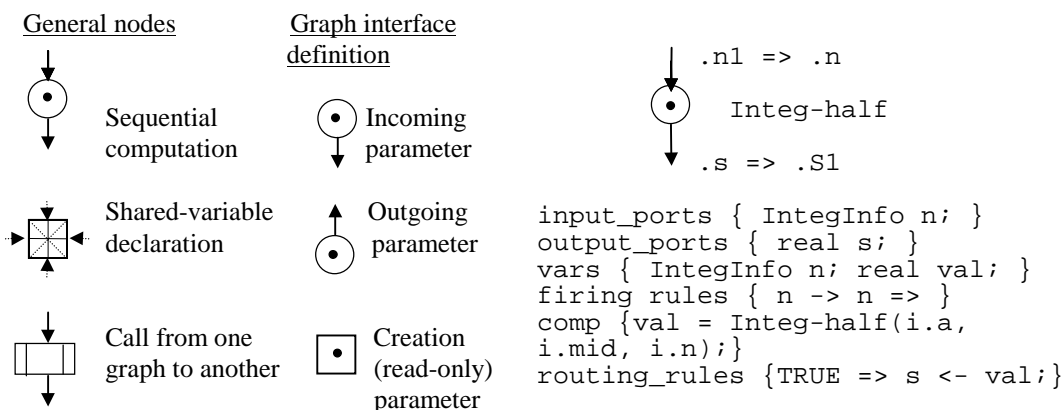 General nodes
Sequential
computation
Shared-variable
declaration
Call from one
graph to another
Graph interface
definition
Incoming
parameter
Outgoing
parameter
Creation
(read-only)
parameter
.n1 => .n
Integ-half
.s => .S1
input_ports { IntegInfo n; }
output_ports { real s; }
vars { IntegInfo n; real val; }
firing rules { n -> n => }
comp {val = Integ-half(i.a,
i.mid, i.n);}
routing_rules {TRUE => s <- val;}